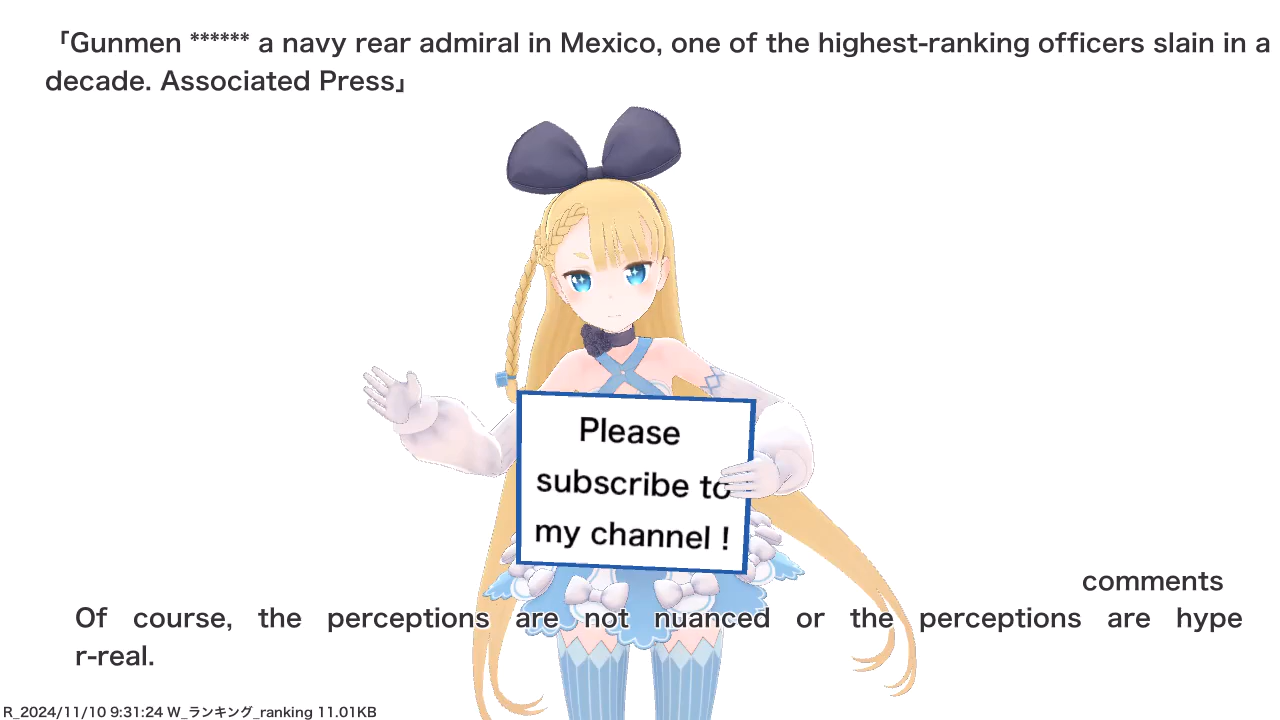 「Gunmen ****** a navy rear admiral in Mexico, one of the highest-ranking officers slain in a
decade. Associated Press」
Please
subscribe to
my channel !
comments
Of course, the perceptions are not nuanced or the perceptions are hype
r-real.
R_2024/11/10 9:31:24 W_ランキング_ranking 11.01KB